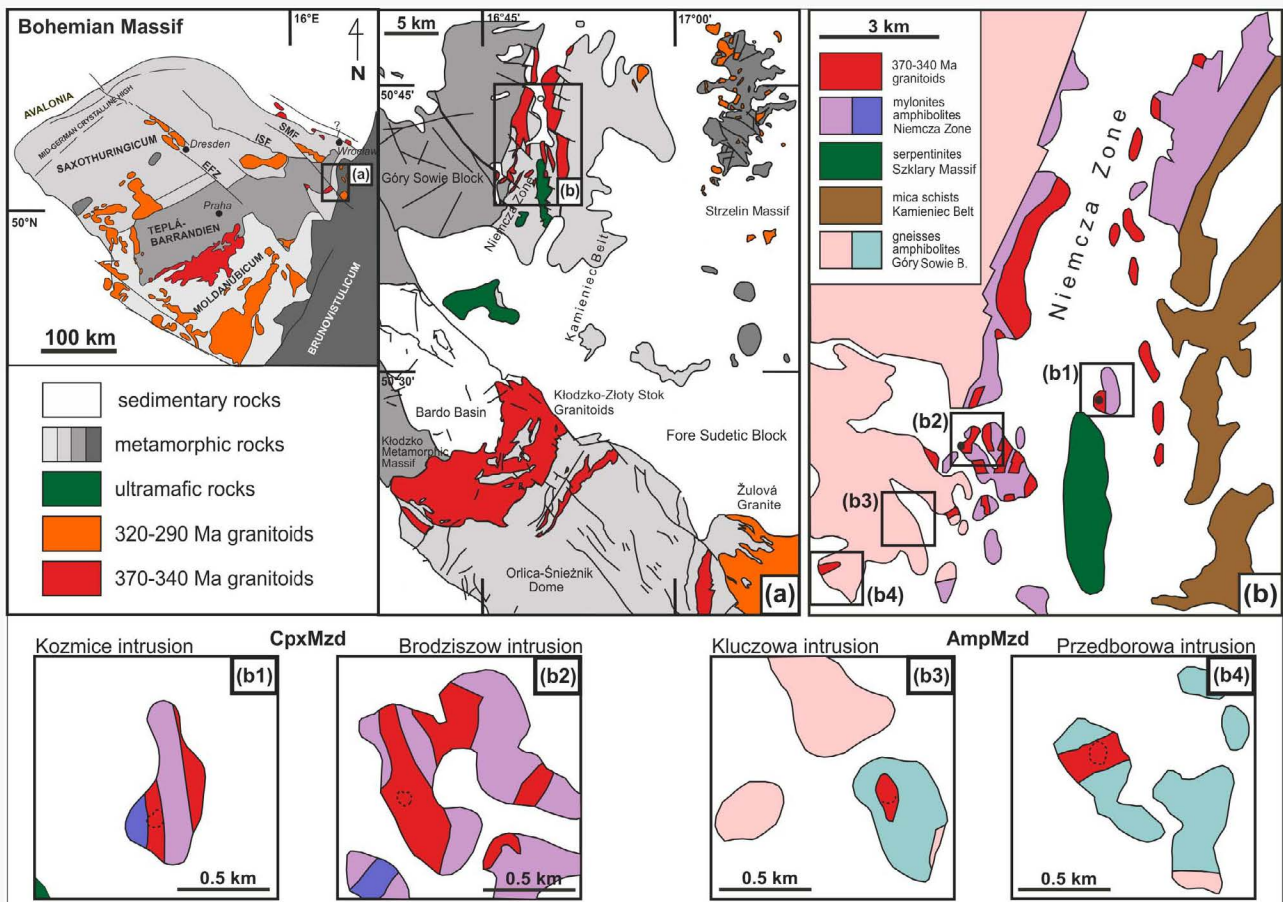 Bohemian Massif
16°E
N
AVALONIA
MID-GERMAN CRYSTALLINE HIGH
SAXOTHURINGICUM
Dresden
ISF
SMF
?
Wrocław
EFZ
(a)
50°N
Praha
TEPLÁ-
BARRANDIEN
MOLDANUBICUM
BRUNOVISTULICUM
100 km
sedimentary rocks
metamorphic rocks
ultramafic rocks
320-290 Ma granitoids
370-340 Ma granitoids
5 km
16°45'
17°00'
50°45'
Góry Sowie Block
(b)
Niemcza Zone
Strzelin Massif
Kamieniec Belt
50°30'
Bardo Basin
Kłodzko-Złoty Stok
Granitoids
Kłodzko
Metamorphic
Massif
Fore Sudetic Block
Žulová
Granite
Orlica-Śnieżnik
Dome
(a)
3 km
370-340 Ma
granitoids
mylonites
amphibolites
Niemcza Zone
serpentinites
Szklary Massif
mica schists
Kamieniec Belt
gneisses
amphibolites
Góry Sowie B.
Niemcza Zone
(b1)
(b2)
(b3)
(b4)
(b)
Kozmice intrusion
CpxMzd
Brodziszow intrusion
Kluczowa intrusion
AmpMzd
Przedborowa intrusion
(b1)
(b2)
(b3)
(b4)
0.5 km
0.5 km
0.5 km
0.5 km